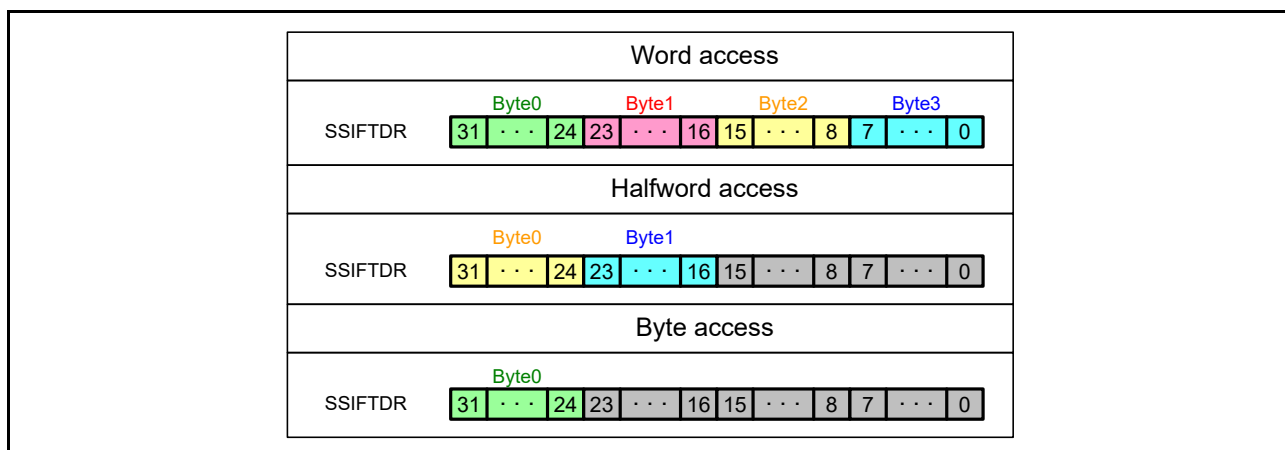 Word access
Byte0 Byte1 Byte2 Byte3
SSIFTDR 31 · · · 24 23 · · · 16 15 · · · 8 7 · · · 0
Halfword access
Byte0 Byte1
SSIFTDR 31 · · · 24 23 · · · 16 15 · · · 8 7 · · · 0
Byte access
Byte0
SSIFTDR 31 · · · 24 23 · · · 16 15 · · · 8 7 · · · 0